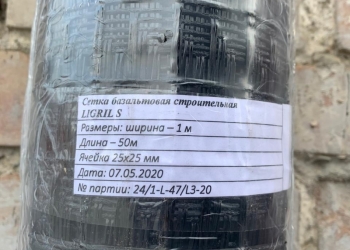 Сетка базальтовая строительная
LIGRIL S
Размеры: ширина – 1 м
Длина – 50м
Ячейка 25х25 мм
Дата: 07.05.2020
№ партии: 24/1-L-47/L3-20